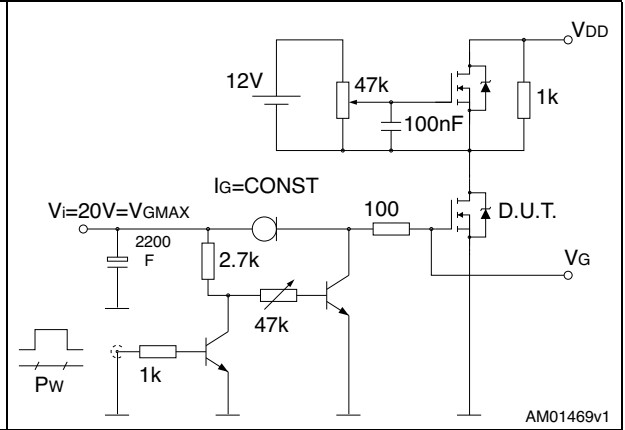 VDD
12V
47k
1k
100nF
IG=CONST
Vi=20V=VGMAX
100
D.U.T.
2200
F
2.7k
VG
47k
1k
PW
AM01469v1